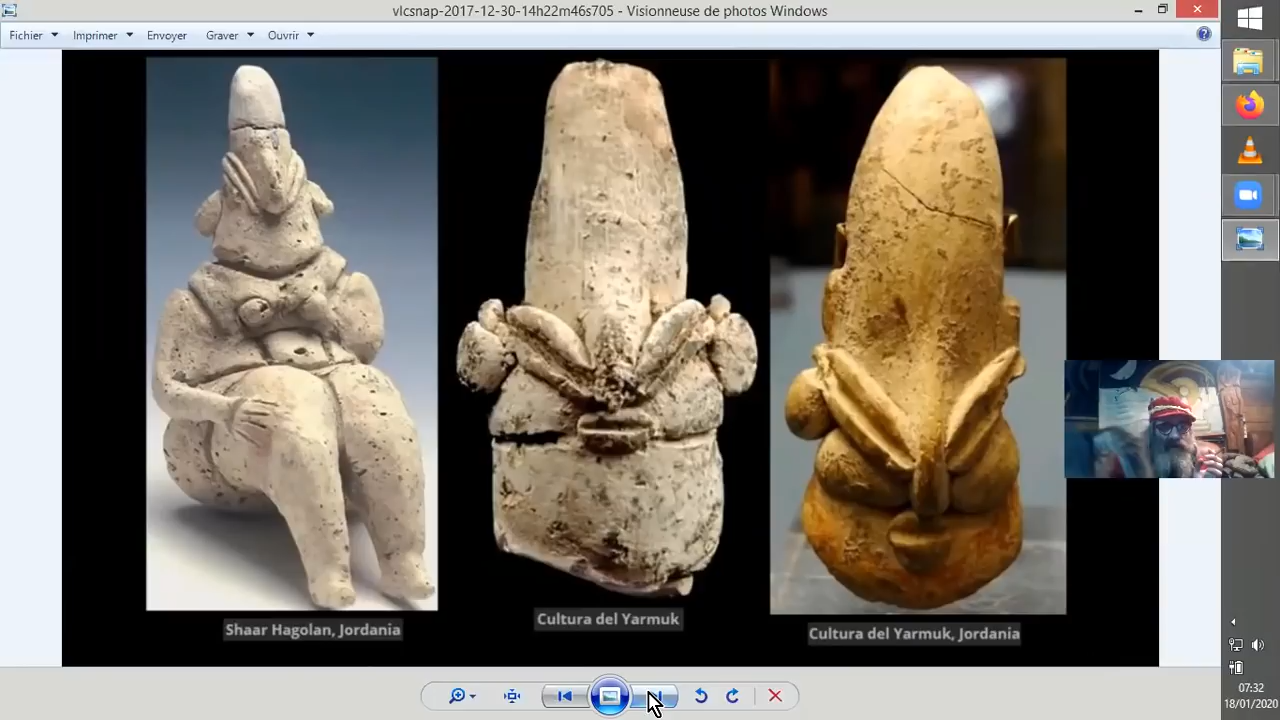 vlcsnap-2017-12-30-14h22m46s705 - Visionneuse de photos Windows
Fichier Imprimer Envoyer Graver Ouvrir
Shaar Hagolan, Jordania
Cultura del Yarmuk
Cultura del Yarmuk, Jordania
07:32
18/01/2020